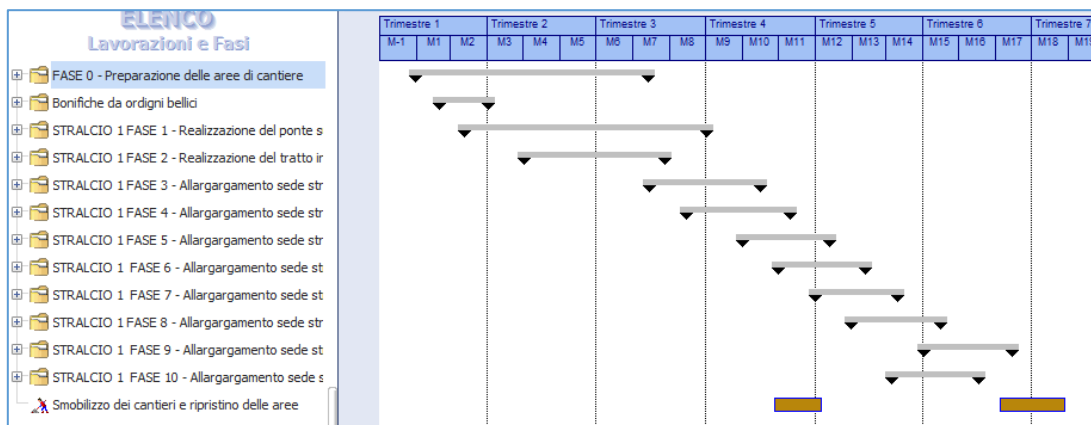 ELENCO
Lavorazioni e Fasi
Trimestre 1 Trimestre 2 Trimestre 3 Trimestre 4 Trimestre 5 Trimestre 6 Trimestre 7
M-1 M1 M2 M3 M4 M5 M6 M7 M8 M9 M10 M11 M12 M13 M14 M15 M16 M17 M18
FASE 0 - Preparazione delle aree di cantiere
Bonifiche da ordigni bellici
STRALCIO 1 FASE 1 - Realizzazione del ponte s
STRALCIO 1 FASE 2 - Realizzazione del tratto ir
STRALCIO 1 FASE 3 - Allargargamento sede str
STRALCIO 1 FASE 4 - Allargargamento sede str
STRALCIO 1 FASE 5 - Allargargamento sede str
STRALCIO 1 FASE 6 - Allargargamento sede st
STRALCIO 1 FASE 7 - Allargargamento sede st
STRALCIO 1 FASE 8 - Allargargamento sede str
STRALCIO 1 FASE 9 - Allargargamento sede st
STRALCIO 1 FASE 10 - Allargargamento sede s
Smobilizzo dei cantieri e ripristino delle aree